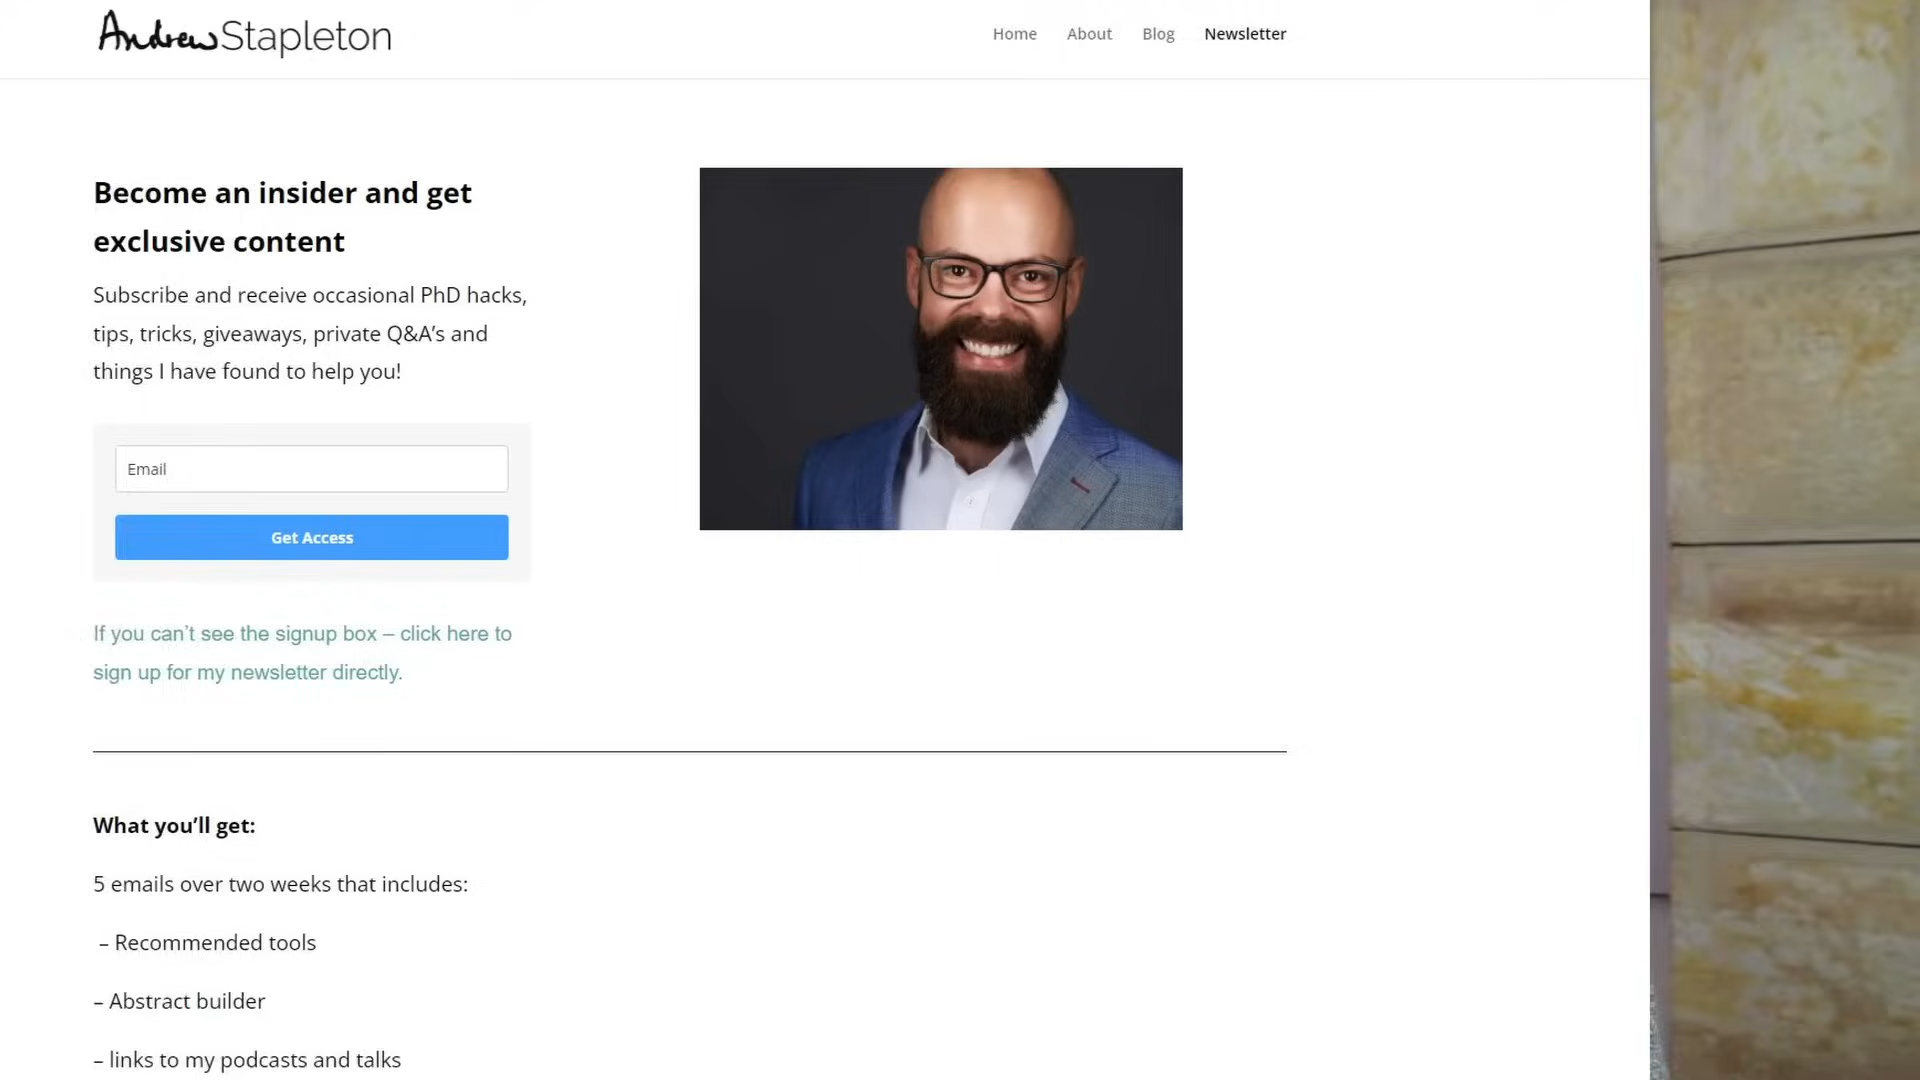 Andrew Stapleton
Home About Blog Newsletter
Become an insider and get
exclusive content
Subscribe and receive occasional PhD hacks,
tips, tricks, giveaways, private Q&A’s and
things I have found to help you!
Email
Get Access
If you can’t see the signup box – click here to
sign up for my newsletter directly.
What you’ll get:
5 emails over two weeks that includes:
– Recommended tools
– Abstract builder
– links to my podcasts and talks